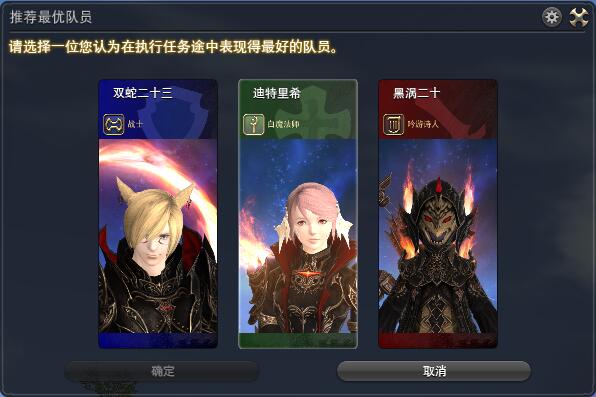 推荐最优队员
请选择一位您认为在执行任务途中表现得最好的队员。
双蛇二十三
战士
迪特里希
白魔法师
黑涡二十
吟游诗人
确定
取消